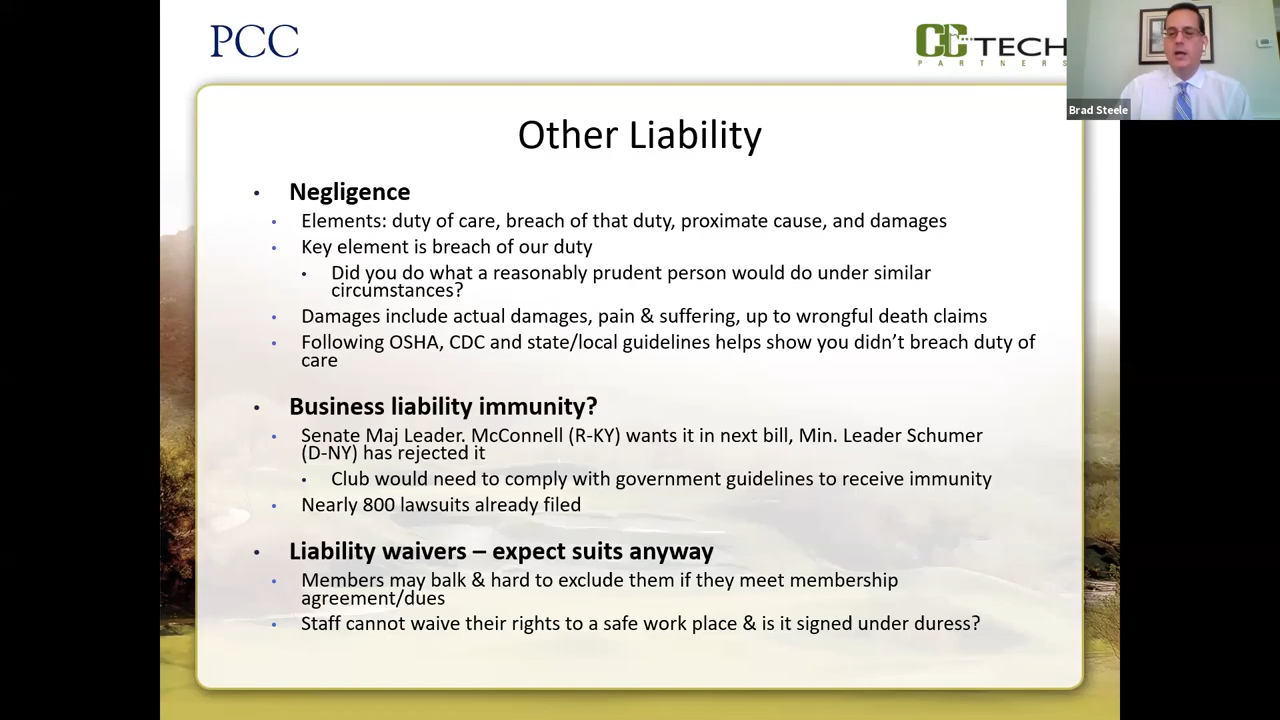 PCC
CC TECH
PARTNERS
Brad Steele
Other Liability
• Negligence
• Elements: duty of care, breach of that duty, proximate cause, and damages
• Key element is breach of our duty
• Did you do what a reasonably prudent person would do under similar
circumstances?
• Damages include actual damages, pain & suffering, up to wrongful death claims
• Following OSHA, CDC and state/local guidelines helps show you didn’t breach duty of
care
• Business liability immunity?
• Senate Maj Leader. McConnell (R-KY) wants it in next bill, Min. Leader Schumer
(D-NY) has rejected it
• Club would need to comply with government guidelines to receive immunity
• Nearly 800 lawsuits already filed
• Liability waivers – expect suits anyway
• Members may balk & hard to exclude them if they meet membership
agreement/dues
• Staff cannot waive their rights to a safe work place & is it signed under duress?